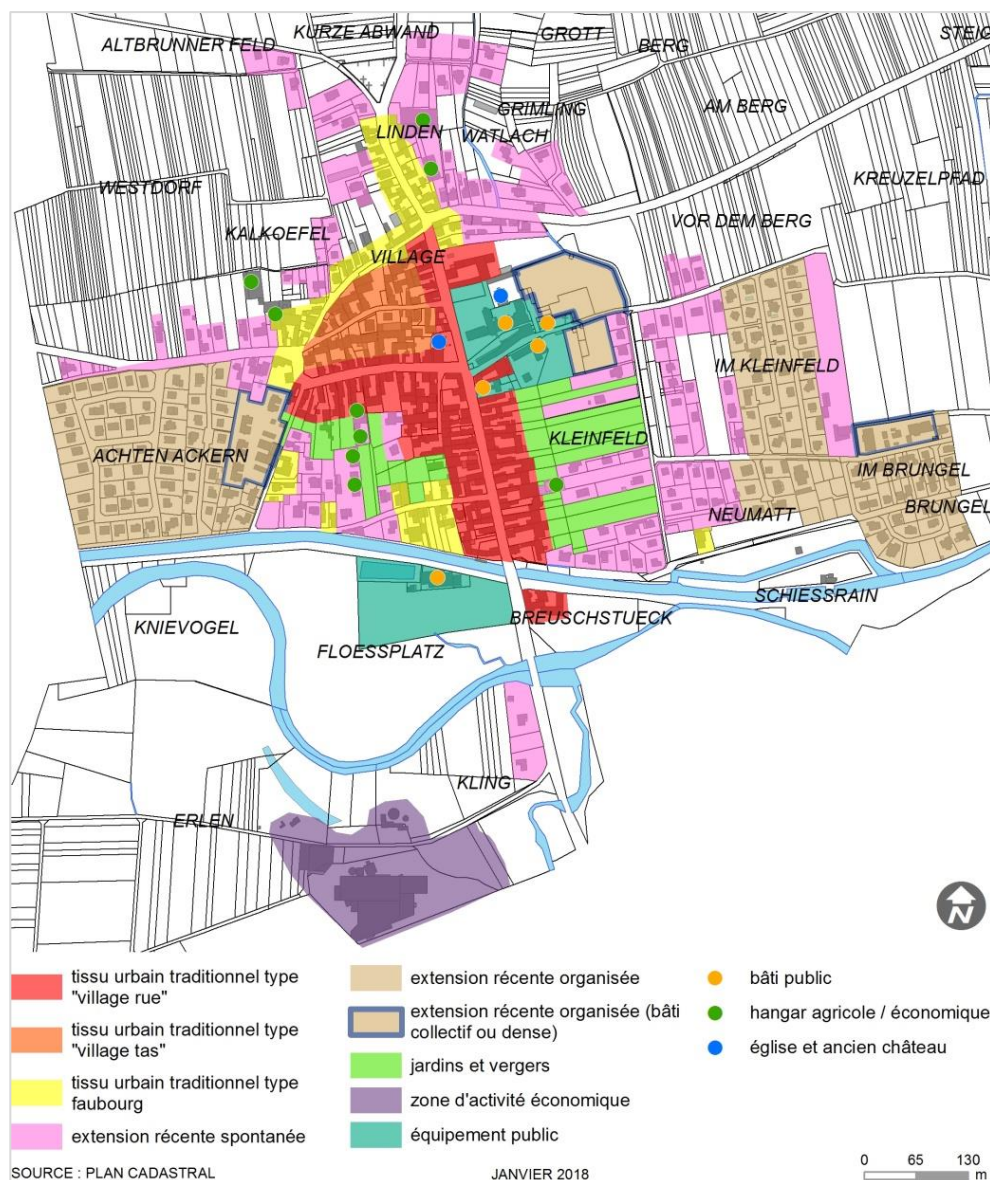 KURZE ABWAND
GROTT
STEIG
ALTBRUNNER FELD
BERG
GRIMLING
AM BERG
LINDEN
WATLACH
WESTDORF
KREUZELPFAD
VOR DEM BERG
KALKOEFEL
VILLAGE
IM KLEINFELD
KLEINFELD
ACHTEN ACKERN
IM BRUNGEL
BRUNGEL
NEUMATT
SCHIESSRAIN
BREUSCHSTUECK
KNIEVOGEL
FLOESSPLATZ
KLING
ERLEN
N
tissu urbain traditionnel type
"village rue"
tissu urbain traditionnel type
"village tas"
tissu urbain traditionnel type
faubourg
extension récente spontanée
extension récente organisée
extension récente organisée (bâti
collectif ou dense)
jardins et vergers
zone d'activité économique
équipement public
bâti public
hangar agricole / économique
église et ancien château
SOURCE : PLAN CADASTRAL
JANVIER 2018
0 65 130
m